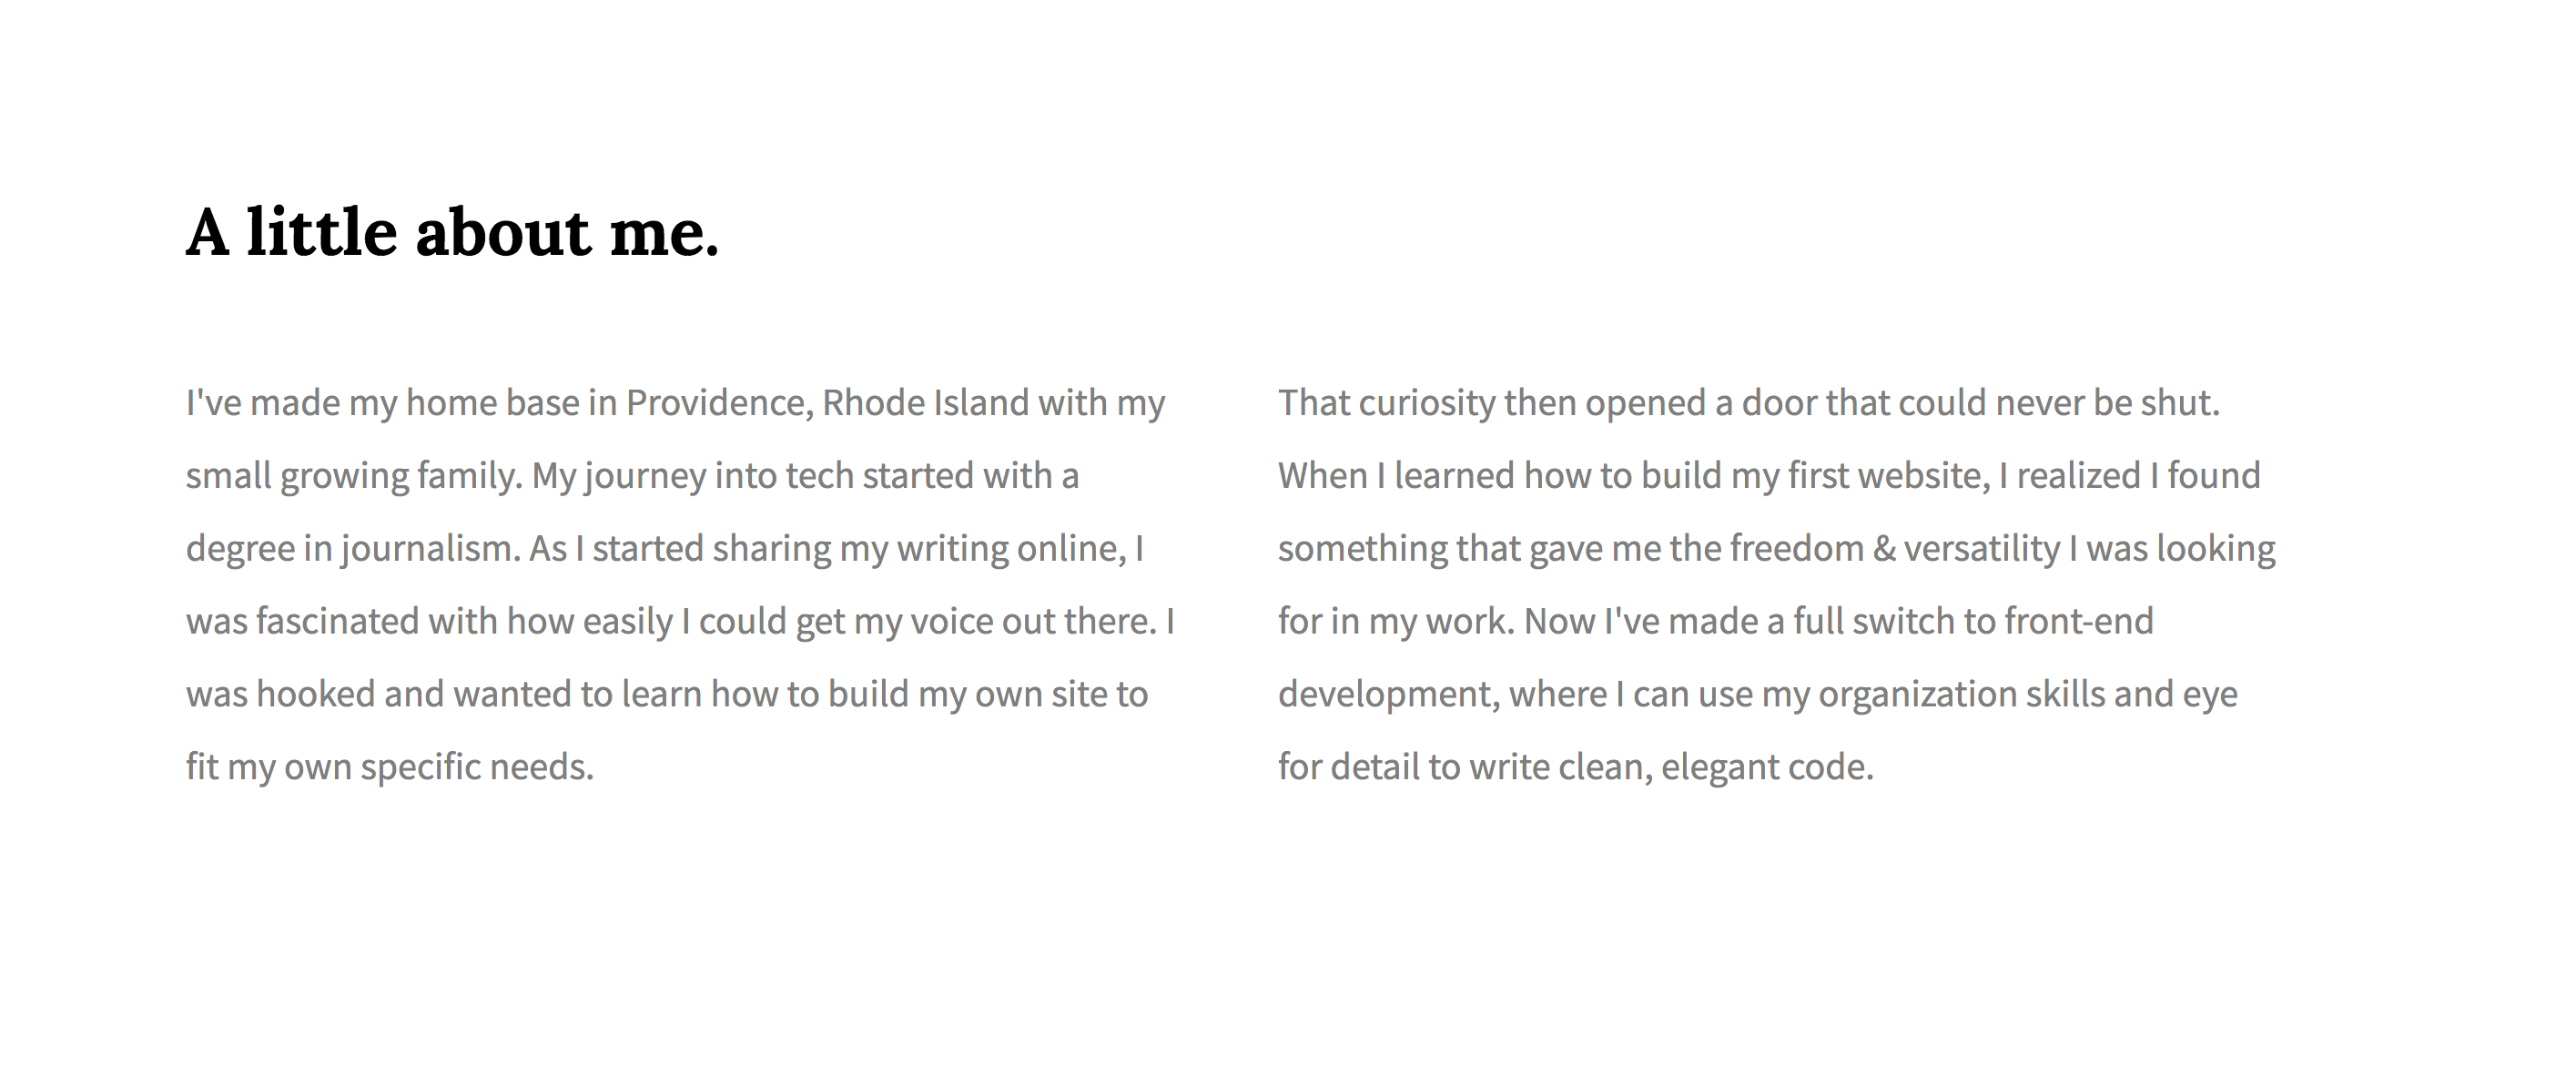 A little about me.
I've made my home base in Providence, Rhode Island with my
small growing family. My journey into tech started with a
degree in journalism. As I started sharing my writing online, I
was fascinated with how easily I could get my voice out there. I
was hooked and wanted to learn how to build my own site to
fit my own specific needs.
That curiosity then opened a door that could never be shut.
When I learned how to build my first website, I realized I found
something that gave me the freedom & versatility I was looking
for in my work. Now I've made a full switch to front-end
development, where I can use my organization skills and eye
for detail to write clean, elegant code.